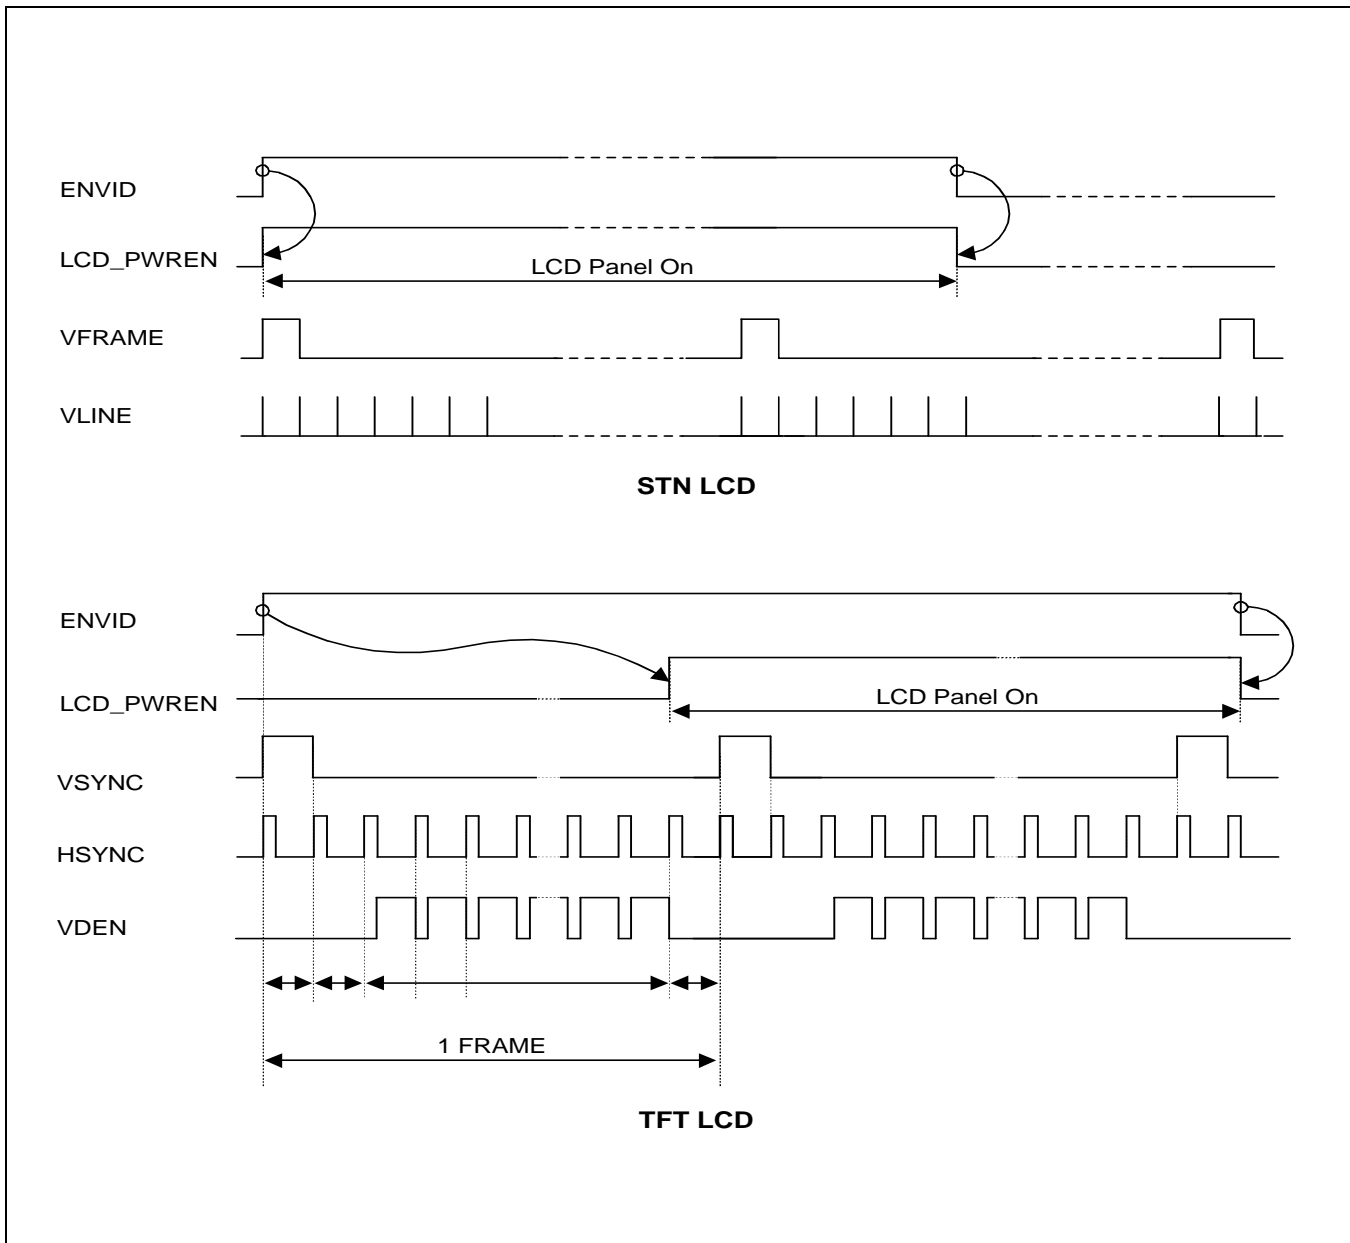 ENVID
LCD_PWREN
LCD Panel On
VFRAME
VLINE
STN LCD
ENVID
LCD_PWREN
LCD Panel On
VSYNC
HSYNC
VDEN
1 FRAME
TFT LCD